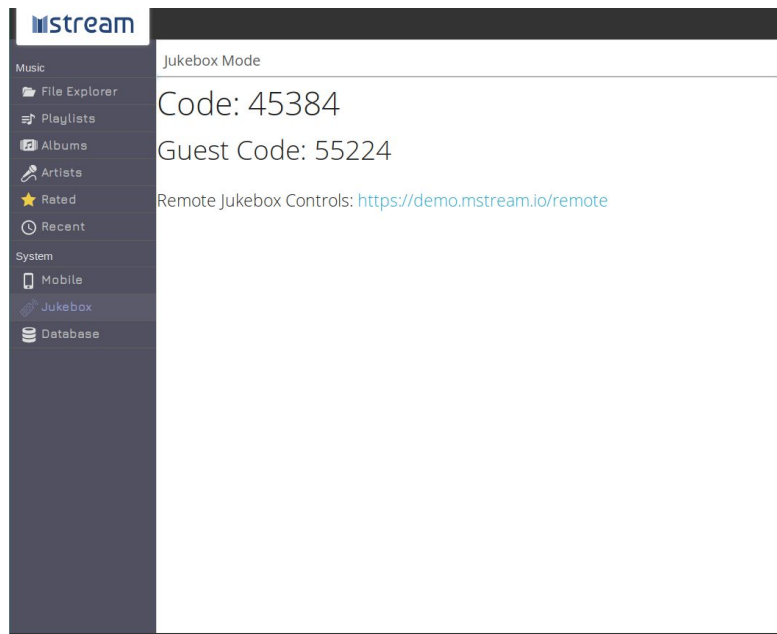 mstream
Music
File Explorer
Playlists
Albums
Artists
Rated
Recent
System
Mobile
Jukebox
Database
Jukebox Mode
Code: 45384
Guest Code: 55224
Remote Jukebox Controls: https://demo.mstream.io/remote